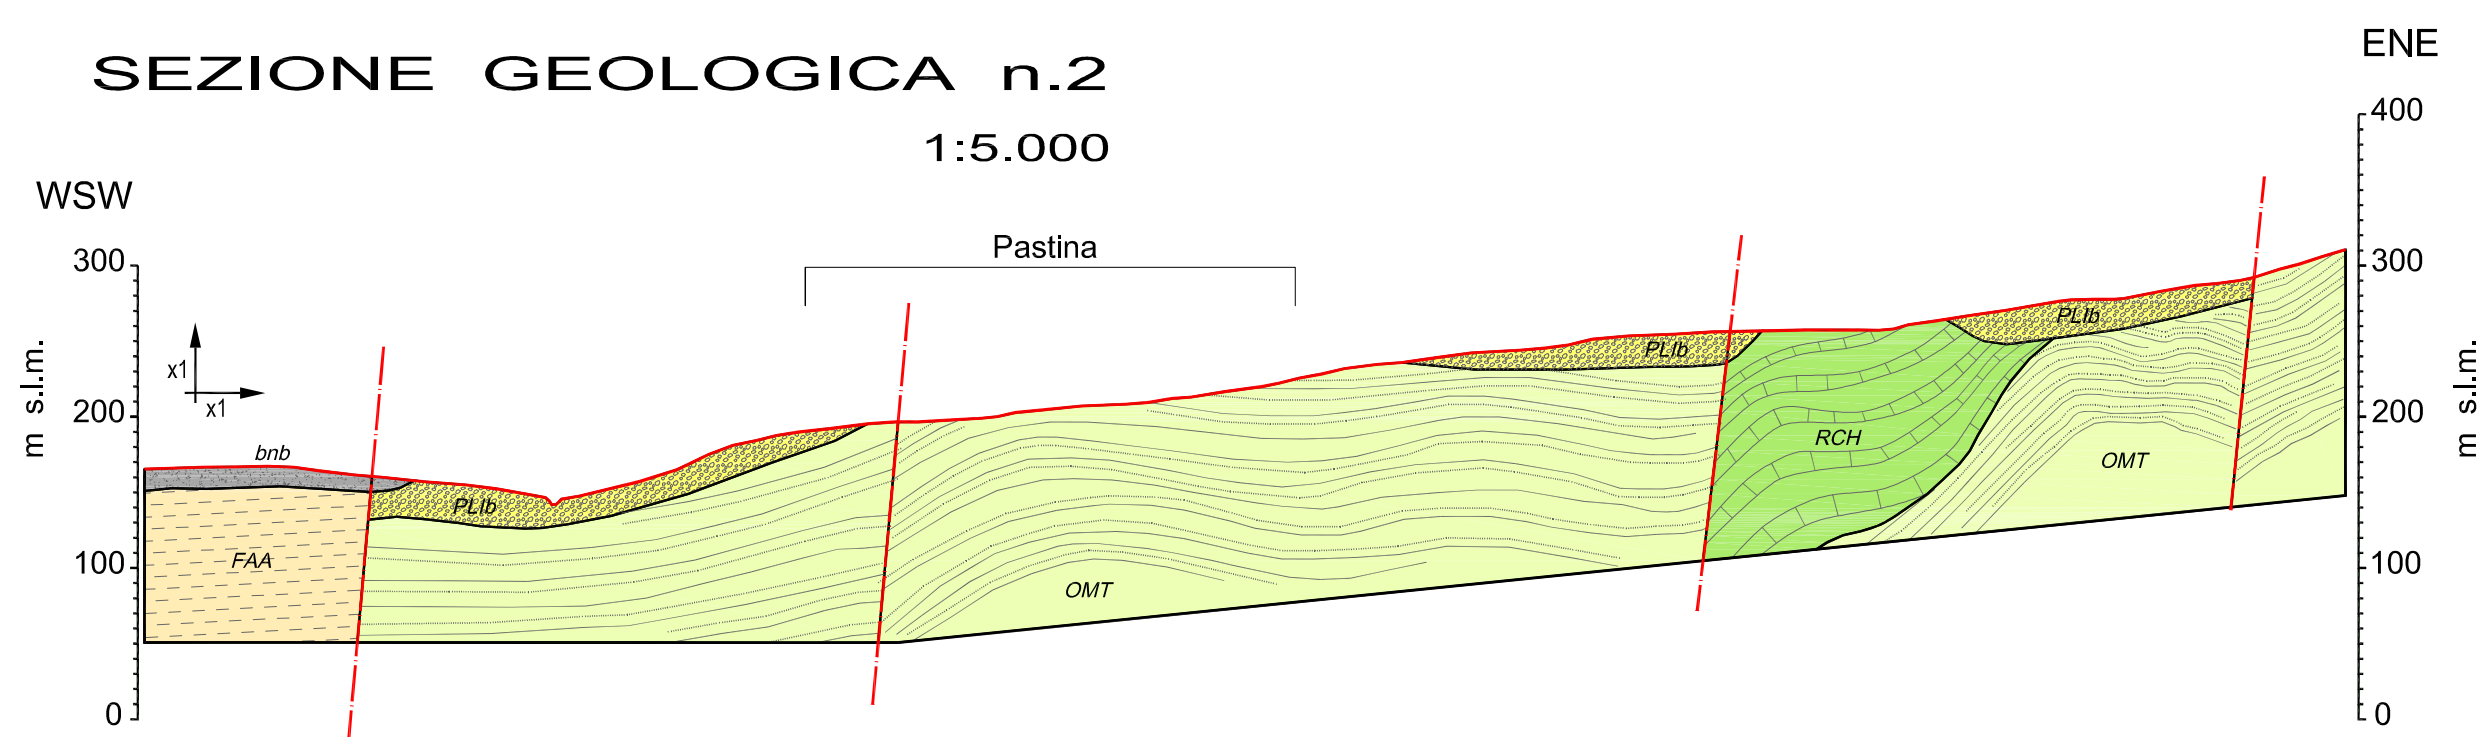 SEZIONE GEOLOGICA n.2
1:5.000
WSW
ENE
Pastina
400
300
300
200
200
100
100
0
0
m s.l.m.
m s.l.m.
x1
x1
bnb
PLIb
FAA
OMT
PLIb
RCH
PLIb
OMT